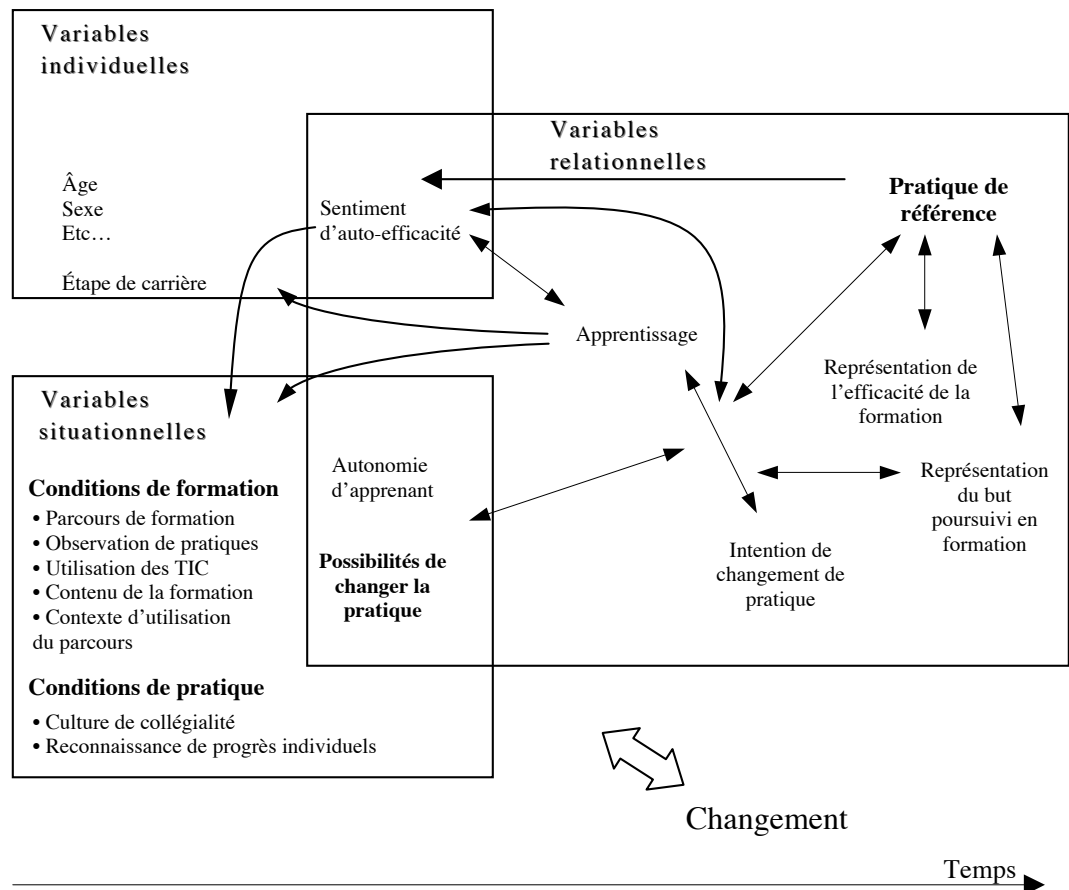 Variables
individuelles
Âge
Sexe
Etc…
Étape de carrière
Variables
relationnelles
Sentiment
d’auto-efficacité
Pratique de
référence
Apprentissage
Représentation de
l’efficacité de la
formation
Représentation
du but
poursuivi en
formation
Intention de
changement de
pratique
Variables
situationnelles
Conditions de formation
• Parcours de formation
• Observation de pratiques
• Utilisation des TIC
• Contenu de la formation
• Contexte d’utilisation
du parcours
Conditions de pratique
• Culture de collégialité
• Reconnaissance de progrès individuels
Autonomie
d’apprenant
Possibilités de
changer la
pratique
Changement
Temps